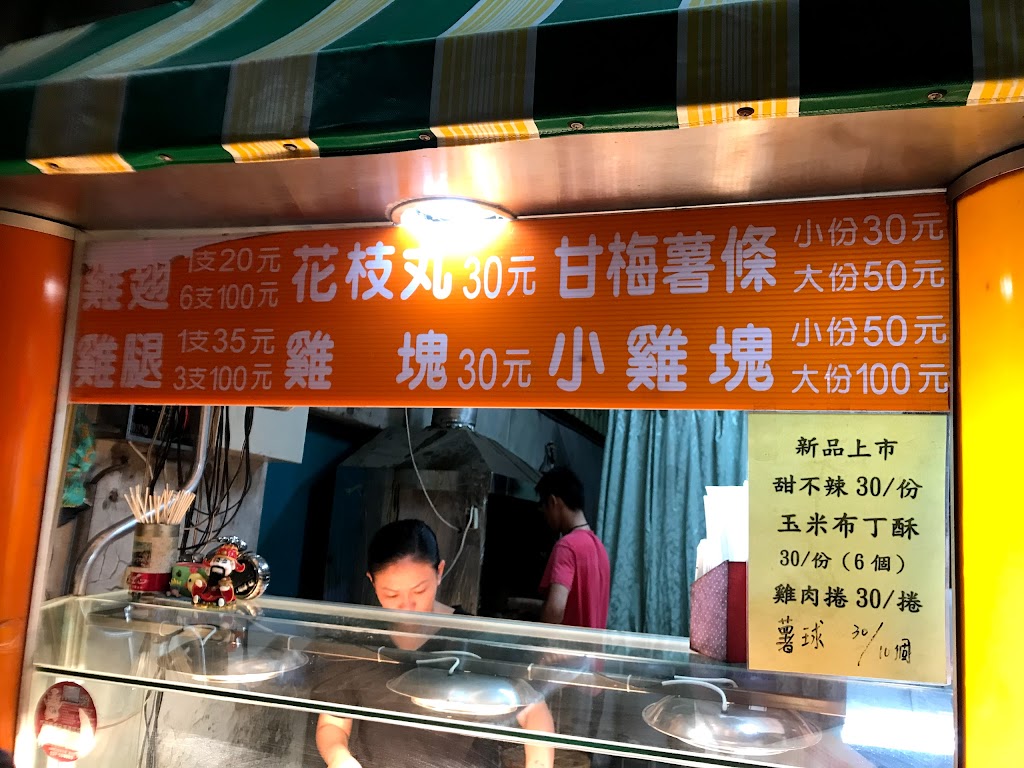 雞翅 1支20元 6支100元
花枝丸30元
甘梅薯條 小份30元 大份50元
雞腿 1支35元 3支100元
雞塊30元
小雞塊 小份50元 大份100元
新品上市
甜不辣30/份
玉米布丁酥
30/份(6個)
雞肉捲30/捲
薯球 30/10個